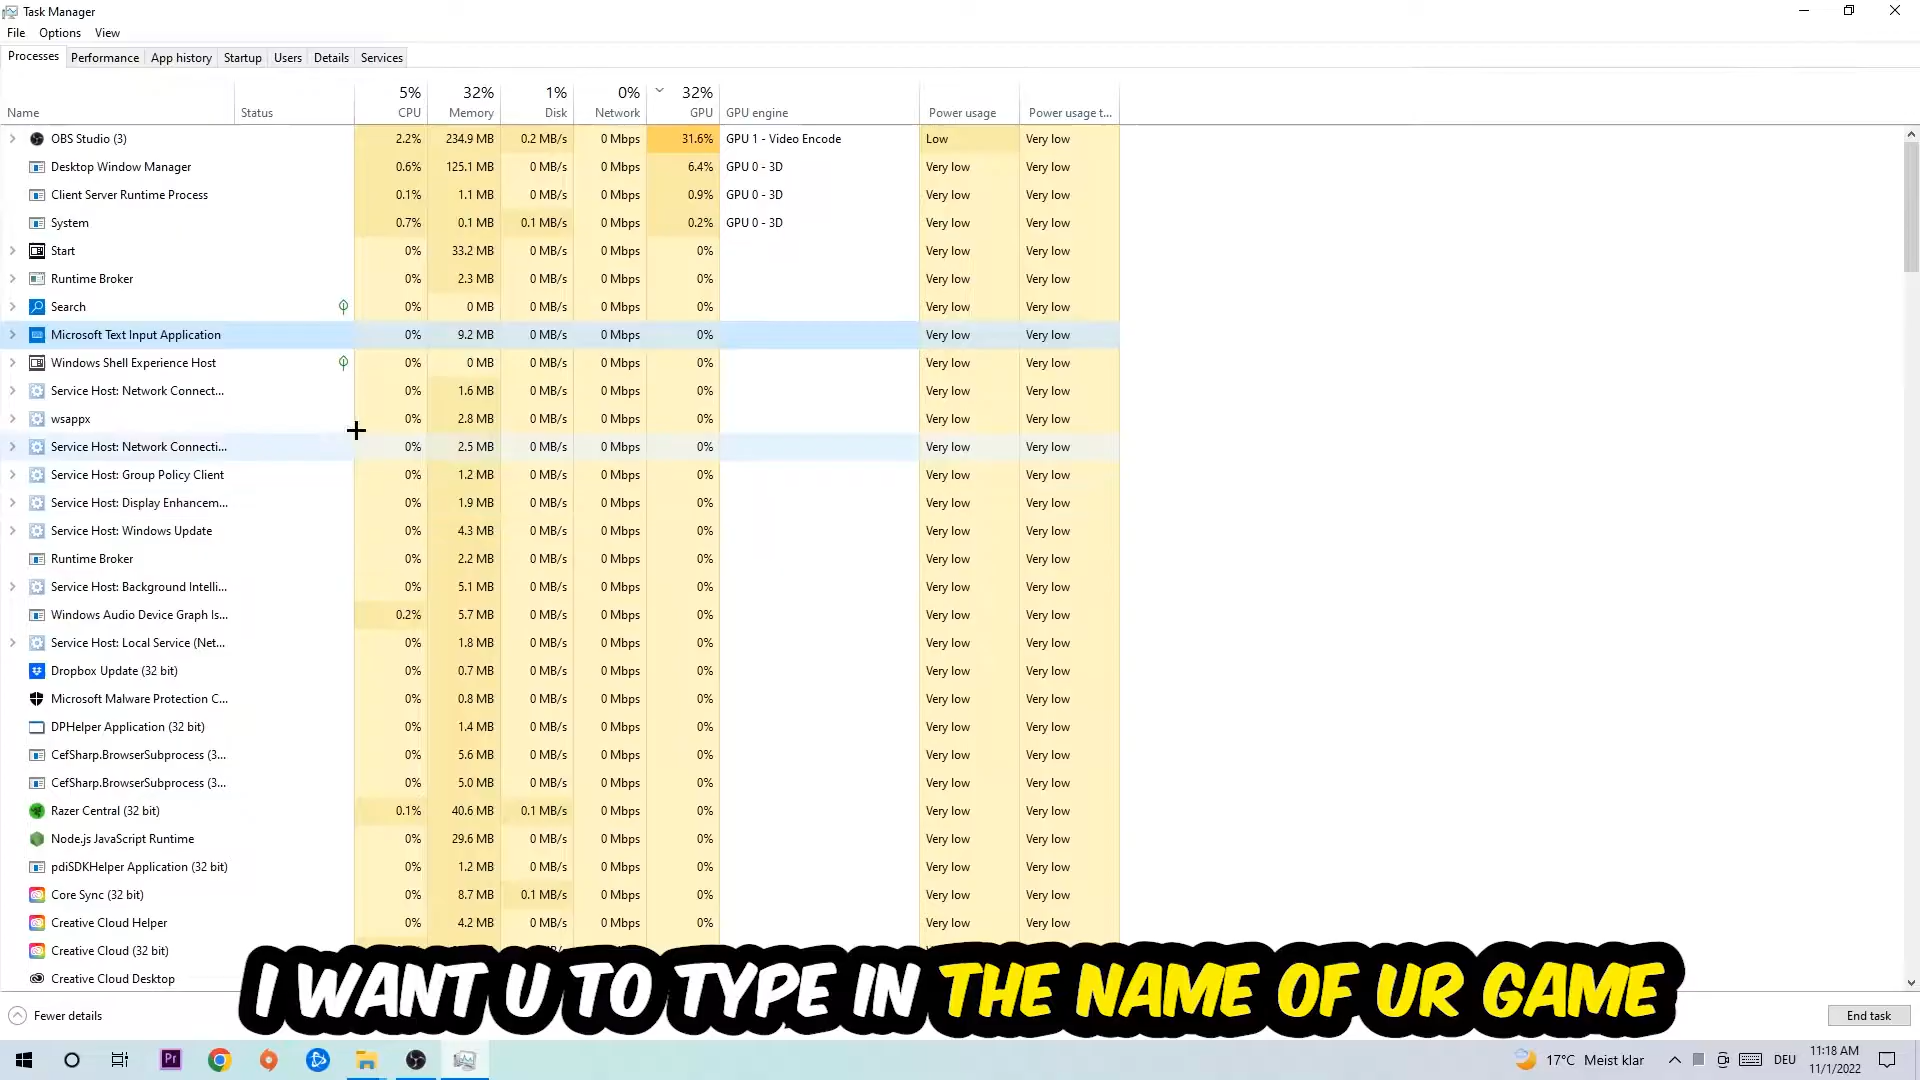 Task Manager
File Options View
Processes Performance App history Startup Users Details Services
5% 32% 1% 0% 32%
Name Status CPU Memory Disk Network GPU GPU engine Power usage Power usage t...
OBS Studio (3) 2.2% 234.9 MB 0.2 MB/s 0 Mbps 31.6% GPU 1 - Video Encode Low Very low
Desktop Window Manager 0.6% 125.1 MB 0 MB/s 0 Mbps 6.4% GPU 0 - 3D Very low Very low
Client Server Runtime Process 0.1% 1.1 MB 0 MB/s 0 Mbps 0.9% GPU 0 - 3D Very low Very low
System 0.7% 0.1 MB 0.1 MB/s 0 Mbps 0.2% GPU 0 - 3D Very low Very low
Start 0% 33.2 MB 0 MB/s 0 Mbps 0% Very low Very low
Runtime Broker 0% 2.3 MB 0 MB/s 0 Mbps 0% Very low Very low
Search 0% 0 MB 0 MB/s 0 Mbps 0% Very low Very low
Microsoft Text Input Application 0% 9.2 MB 0 MB/s 0 Mbps 0% Very low Very low
Windows Shell Experience Host 0% 0 MB 0 MB/s 0 Mbps 0% Very low Very low
Service Host: Network Connect... 0% 1.6 MB 0 MB/s 0 Mbps 0% Very low Very low
wsappx 0% 2.8 MB 0 MB/s 0 Mbps 0% Very low Very low
Service Host: Network Connecti... 0% 2.5 MB 0 MB/s 0 Mbps 0% Very low Very low
Service Host: Group Policy Client 0% 1.2 MB 0 MB/s 0 Mbps 0% Very low Very low
Service Host: Display Enhancem... 0% 1.9 MB 0 MB/s 0 Mbps 0% Very low Very low
Service Host: Windows Update 0% 4.3 MB 0 MB/s 0 Mbps 0% Very low Very low
Runtime Broker 0% 2.2 MB 0 MB/s 0 Mbps 0% Very low Very low
Service Host: Background Intelli... 0% 5.1 MB 0 MB/s 0 Mbps 0% Very low Very low
Windows Audio Device Graph Is... 0.2% 5.7 MB 0 MB/s 0 Mbps 0% Very low Very low
Service Host: Local Service (Net... 0% 1.8 MB 0 MB/s 0 Mbps 0% Very low Very low
Dropbox Update (32 bit) 0% 0.7 MB 0 MB/s 0 Mbps 0% Very low Very low
Microsoft Malware Protection C... 0% 0.8 MB 0 MB/s 0 Mbps 0% Very low Very low
DPHelper Application (32 bit) 0% 1.4 MB 0 MB/s 0 Mbps 0% Very low Very low
CefSharp.BrowserSubprocess (3... 0% 5.6 MB 0 MB/s 0 Mbps 0% Very low Very low
CefSharp.BrowserSubprocess (3... 0% 5.0 MB 0 MB/s 0 Mbps 0% Very low Very low
Razer Central (32 bit) 0.1% 40.6 MB 0.1 MB/s 0 Mbps 0% Very low Very low
Node.js JavaScript Runtime 0% 29.6 MB 0 MB/s 0 Mbps 0% Very low Very low
pdiSDKHelper Application (32 bit) 0% 1.2 MB 0 MB/s 0 Mbps 0% Very low Very low
Core Sync (32 bit) 0% 8.7 MB 0.1 MB/s 0 Mbps 0% Very low Very low
Creative Cloud Helper 0% 4.2 MB 0 MB/s 0 Mbps 0% Very low Very low
Creative Cloud (32 bit)
Creative Cloud Desktop
I WANT U TO TYPE IN THE NAME OF UR GAME
Fewer details End task
Pr 17°C Meist klar DEU 11:18 AM
11/1/2022